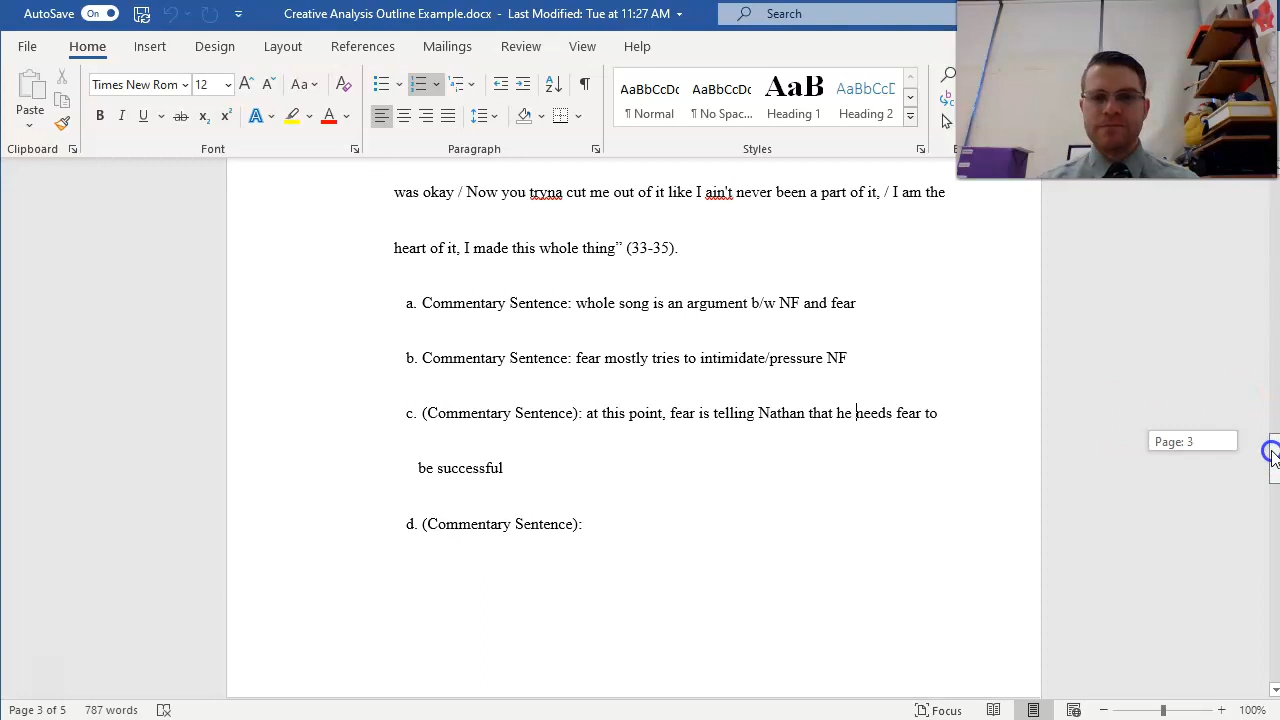 AutoSave On Creative Analysis Outline Example.docx - Last Modified: Tue at 11:27 AM Search
File Home Insert Design Layout References Mailings Review View Help
Times New Rom 12 Aa AaBbCcDc AaBbCcDc AaB AaBbCcD
Paste B I U ab x₂ x² A A ¶ Normal ¶ No Spac... Heading 1 Heading 2
Clipboard Font Paragraph Styles
was okay / Now you tryna cut me out of it like I ain't never been a part of it, / I am the
heart of it, I made this whole thing” (33-35).
a. Commentary Sentence: whole song is an argument b/w NF and fear
b. Commentary Sentence: fear mostly tries to intimidate/pressure NF
c. (Commentary Sentence): at this point, fear is telling Nathan that he needs fear to
Page: 3
be successful
d. (Commentary Sentence):
Page 3 of 5 787 words Focus 100%